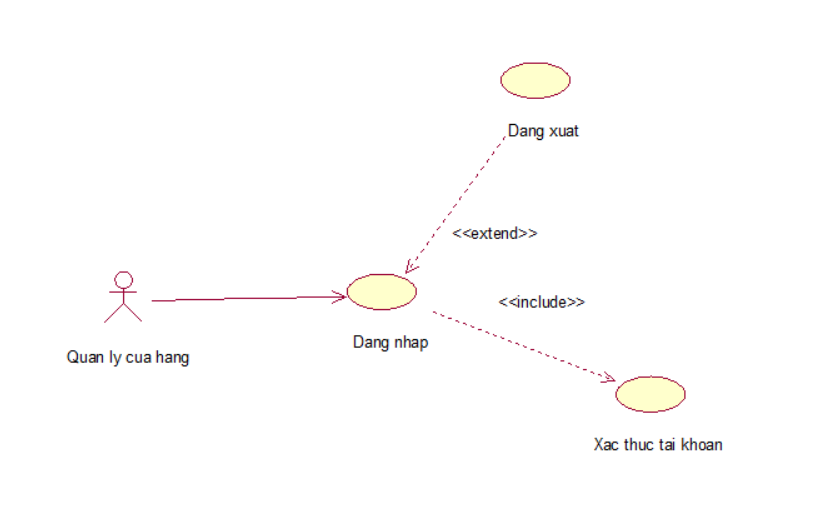 Dang xuat
<<extend>>
<<include>>
Dang nhap
Quan ly cua hang
Xac thuc tai khoan